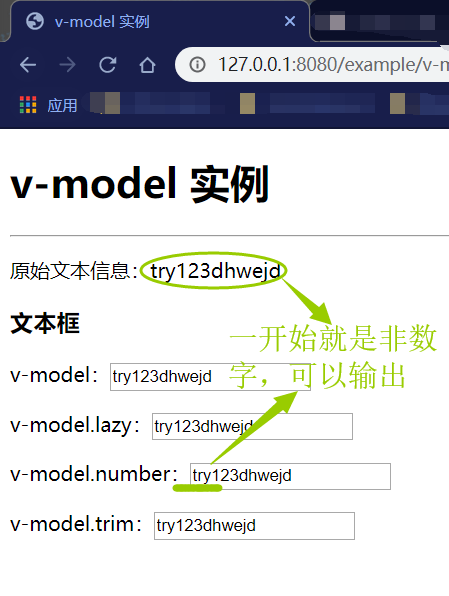 v-model 实例
127.0.0.1:8080/example/v-m
应用
v-model 实例
原始文本信息：try123dhwejd
一开始就是非数
字，可以输出
文本框
v-model：try123dhwejd
v-model.lazy：try123dhwejd
v-model.number：try123dhwejd
v-model.trim：try123dhwejd